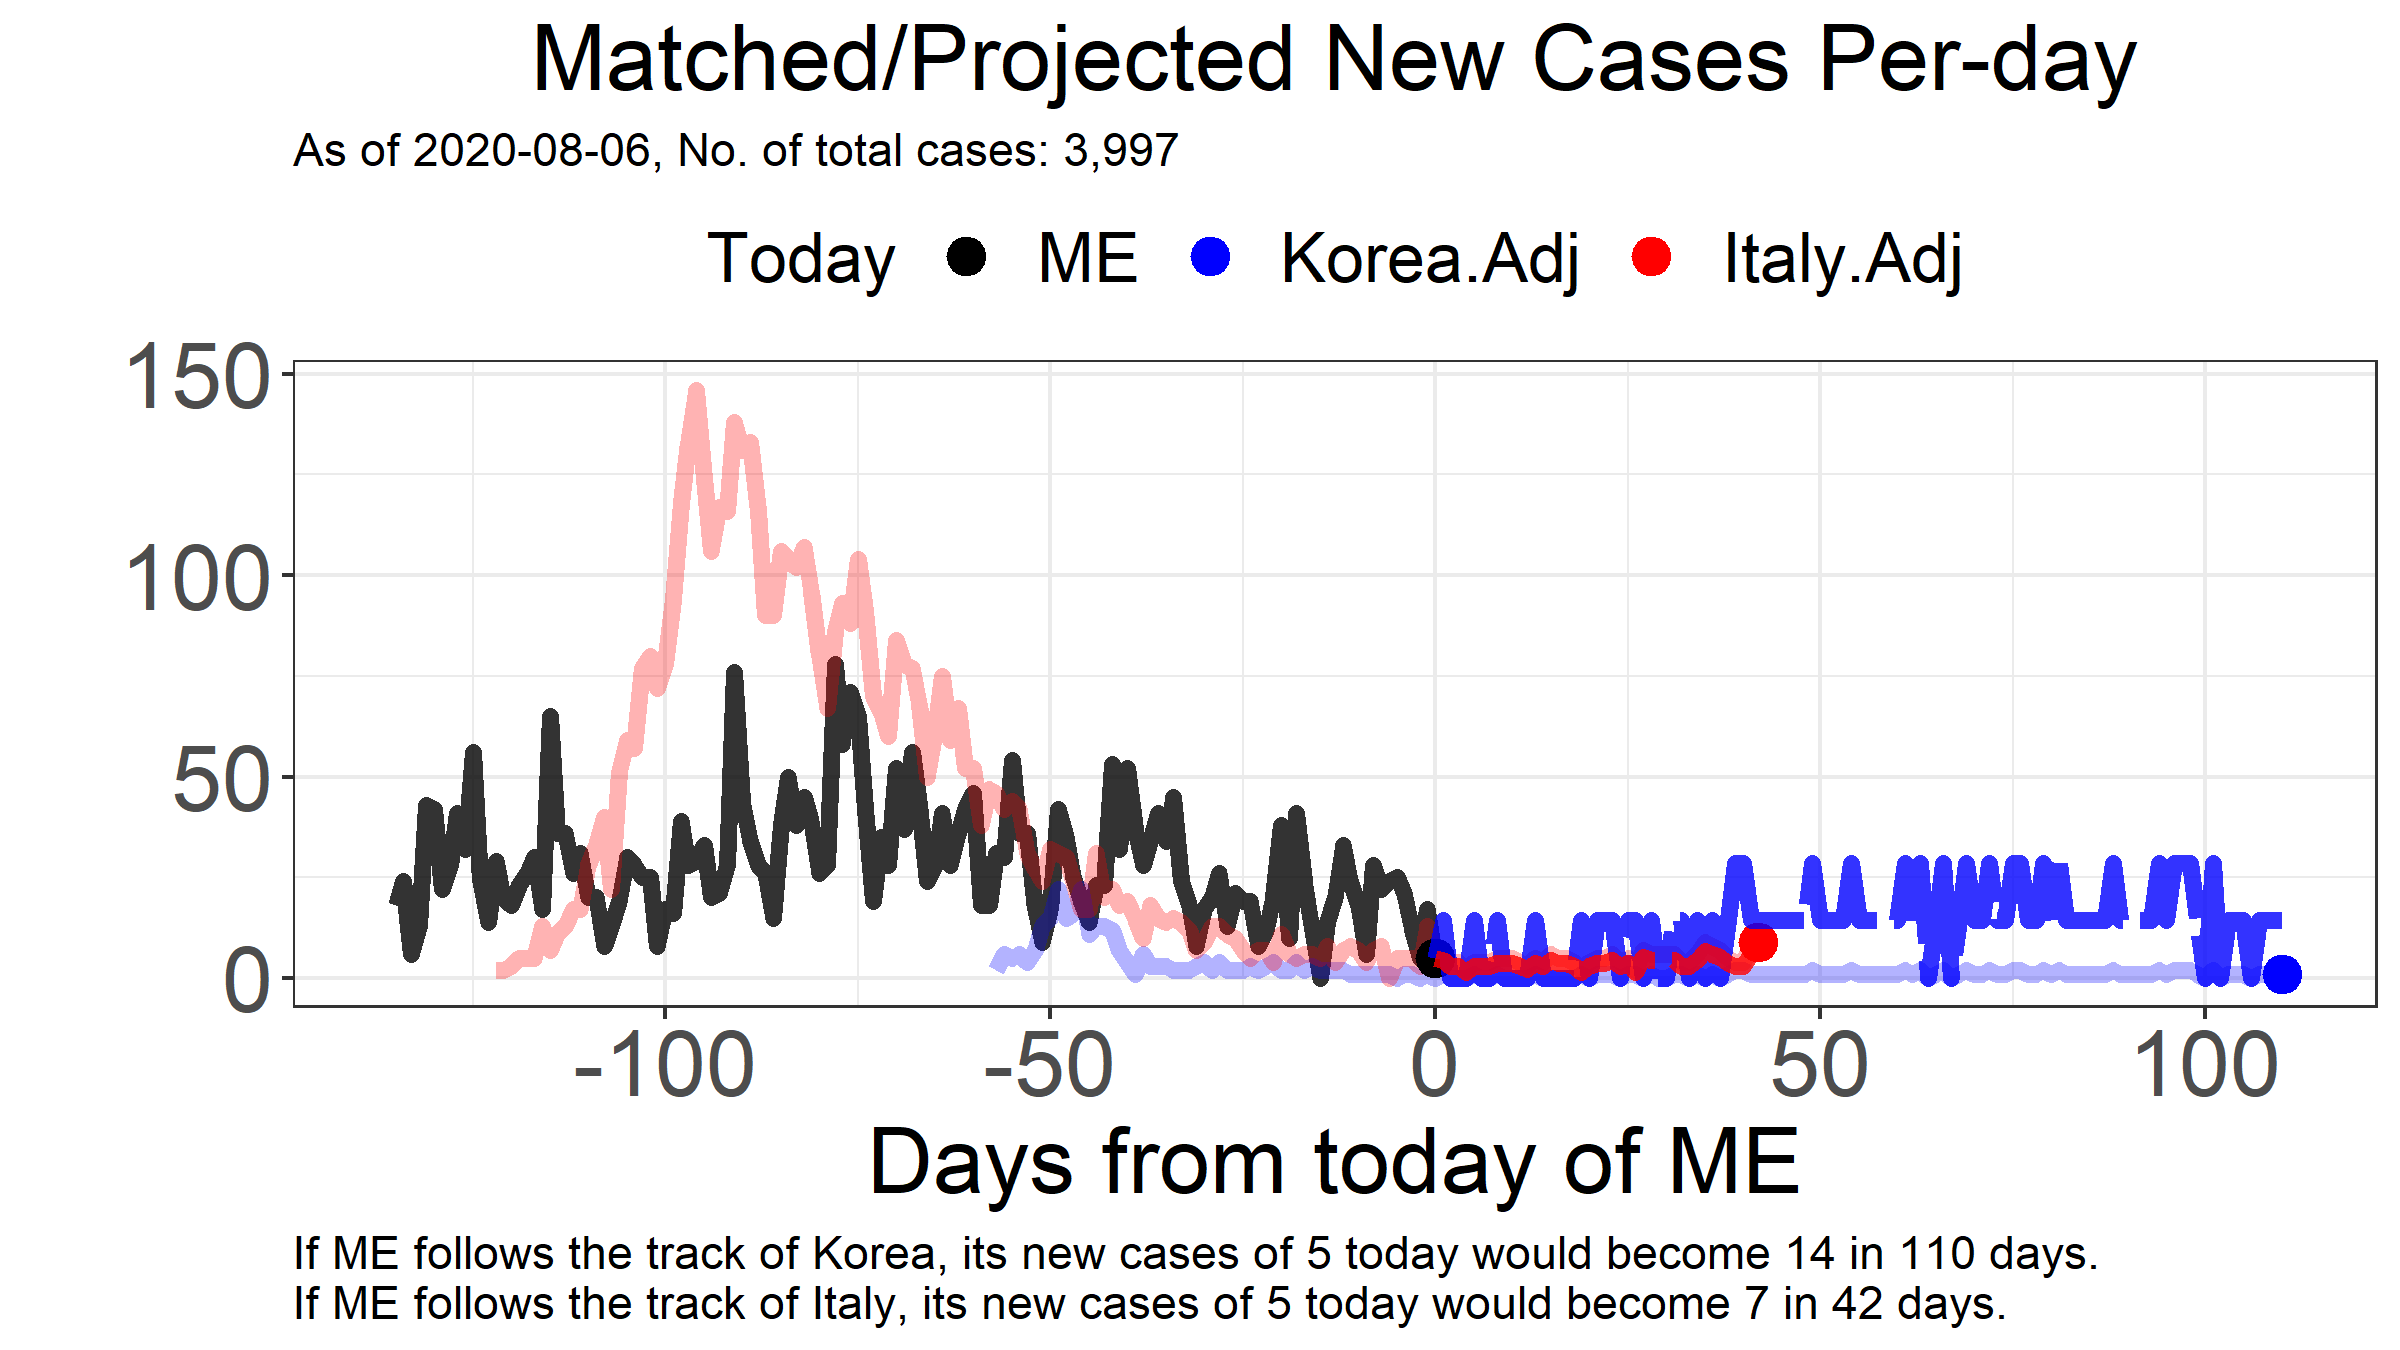 Matched/Projected New Cases Per-day
As of 2020-08-06, No. of total cases: 3,997
Today ME Korea.Adj Italy.Adj
150
100
50
0
-100 -50 0 50 100
Days from today of ME
If ME follows the track of Korea, its new cases of 5 today would become 14 in 110 days.
If ME follows the track of Italy, its new cases of 5 today would become 7 in 42 days.